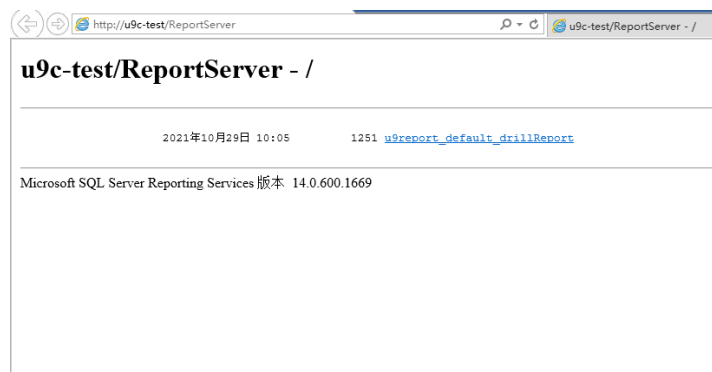 http://u9c-test/ReportServer
u9c-test/ReportServer - /
u9c-test/ReportServer - /
2021年10月29日 10:05 1251 u9report_default_drillReport
Microsoft SQL Server Reporting Services 版本 14.0.600.1669